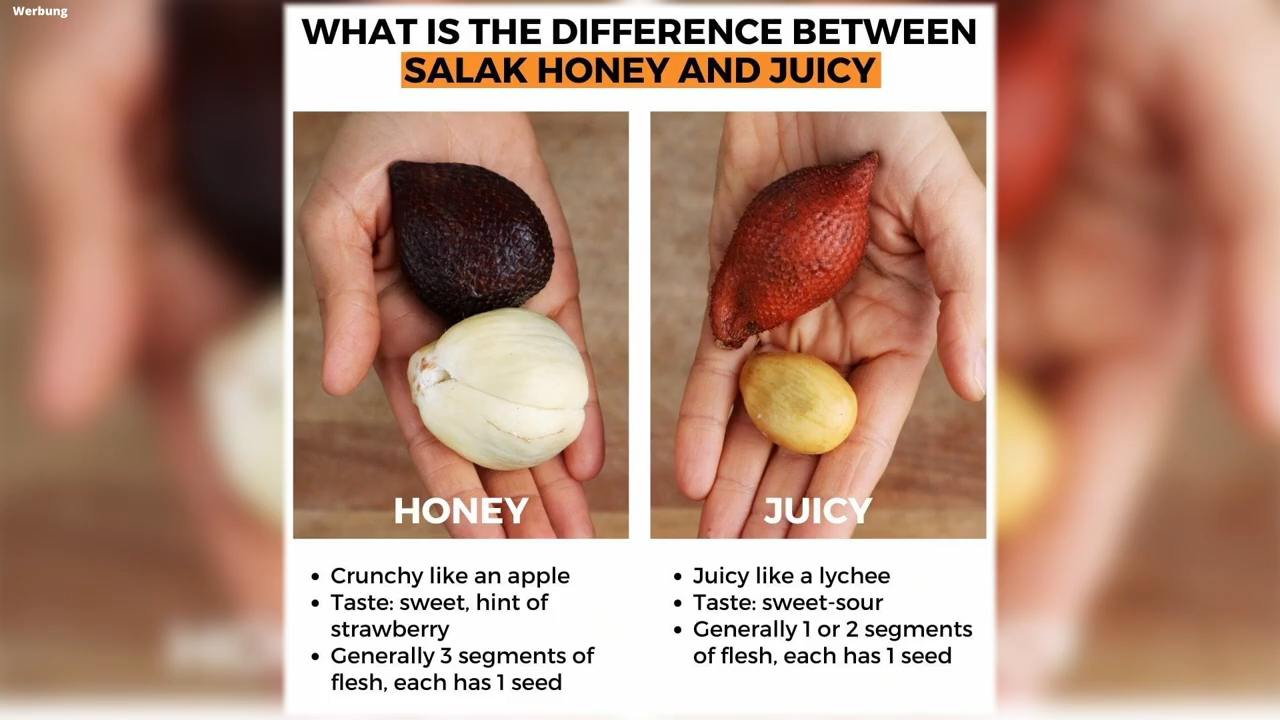 Werbung
WHAT IS THE DIFFERENCE BETWEEN
SALAK HONEY AND JUICY
HONEY
• Crunchy like an apple
• Taste: sweet, hint of
strawberry
• Generally 3 segments of
flesh, each has 1 seed
JUICY
• Juicy like a lychee
• Taste: sweet-sour
• Generally 1 or 2 segments
of flesh, each has 1 seed